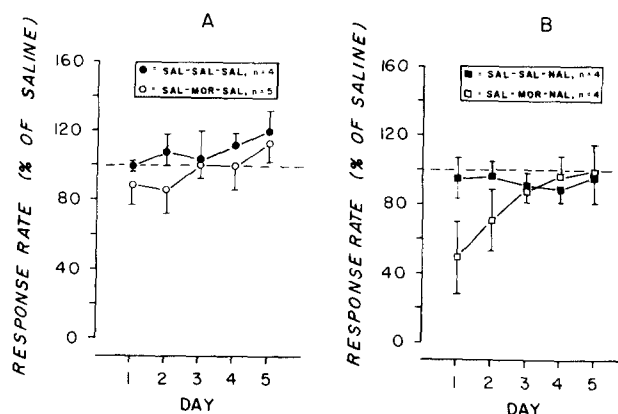 A
RESPONSE RATE (% OF SALINE)
160
120
80
40
0
● = SAL-SAL-SAL, n=4
○ = SAL-MOR-SAL, n=5
1 2 3 4 5
DAY
B
RESPONSE RATE (% OF SALINE)
160
120
80
40
0
■ = SAL-SAL-NAL, n=4
□ = SAL-MOR-NAL, n=4
1 2 3 4 5
DAY